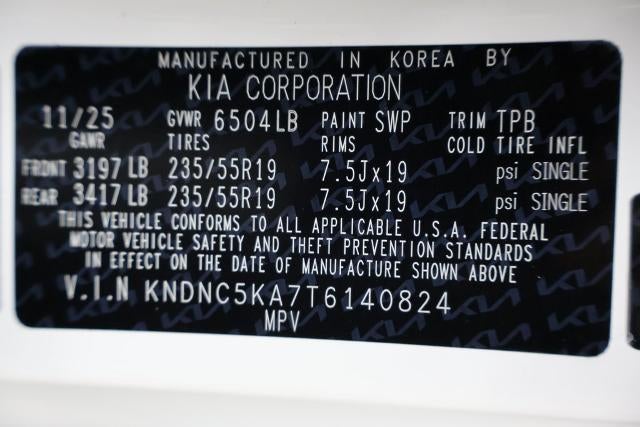 MANUFACTURED IN KOREA BY
KIA CORPORATION
11/25 GVWR 6504LB PAINT SWP TRIM TPB
GAWR TIRES RIMS COLD TIRE INFL
FRONT 3197 LB 235/55R19 7.5Jx19 psi SINGLE
REAR 3417 LB 235/55R19 7.5Jx19 psi SINGLE
THIS VEHICLE CONFORMS TO ALL APPLICABLE U.S.A. FEDERAL
MOTOR VEHICLE SAFETY AND THEFT PREVENTION STANDARDS
IN EFFECT ON THE DATE OF MANUFACTURE SHOWN ABOVE
V.I.N KNDNC5KA7T6140824
MPV